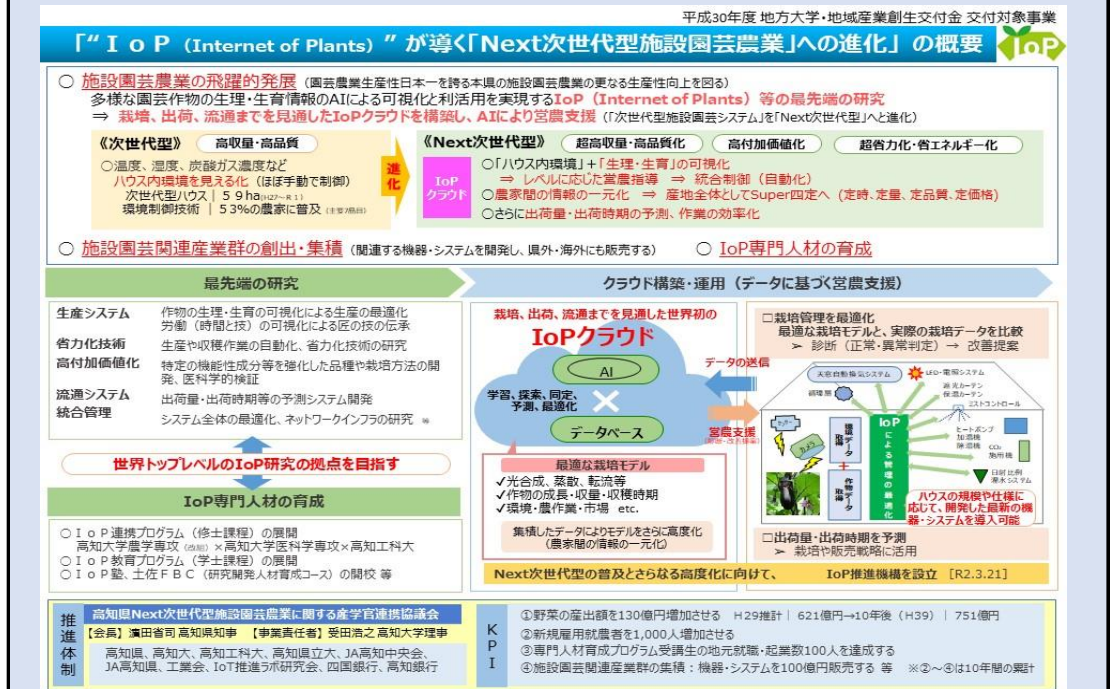 平成30年度 地方大学・地域産業創生交付金 交付対象事業
「“ＩｏＰ（Internet of Plants）”が導く「Next次世代型施設園芸農業」への進化」の概要
IoP
○ 施設園芸農業の飛躍的発展（園芸農業生産性日本一を誇る本県の施設園芸農業の更なる生産性向上を図る）
多様な園芸作物の生理・生育情報のAIによる可視化と利活用を実現するIoP（Internet of Plants）等の最先端の研究
⇒ 栽培、出荷、流通までを見通したIoPクラウドを構築し、AIにより営農支援（「次世代型施設園芸システム」を「Next次世代型」へと進化）
《次世代型》 高収量・高品質
○温度、湿度、炭酸ガス濃度など
ハウス内環境を見える化（ほぼ手動で制御）
次世代型ハウス｜５９ha(H27～R1)
環境制御技術｜５３%の農家に普及（主要7品目）
進化
《Next次世代型》 超高収量・高品質化 高付加価値化 超省力化・省エネルギー化
IoP
クラウド
○「ハウス内環境」＋「生理・生育」の可視化
⇒ レベルに応じた営農指導 ⇒ 統合制御（自動化）
○農家間の情報の一元化 ⇒ 産地全体としてSuper四定へ（定時、定量、定品質、定価格）
○さらに出荷量・出荷時期の予測、作業の効率化
○ 施設園芸関連産業群の創出・集積（関連する機器・システムを開発し、県外・海外にも販売する） ○ IoP専門人材の育成
最先端の研究
生産システム 作物の生理・生育の可視化による生産の最適化
労働（時間と技）の可視化による匠の技の伝承
省力化技術 生産や収穫作業の自動化、省力化技術の研究
高付加価値化 特定の機能性成分等を強化した品種や栽培方法の開
発、医科学的検証
流通システム 出荷量・出荷時期等の予測システム開発
統合管理 システム全体の最適化、ネットワークインフラの研究 等
世界トップレベルのIoP研究の拠点を目指す
IoP専門人材の育成
○ＩｏＰ連携プログラム（修士課程）の展開
高知大学農学専攻（改組）×高知大学医科学専攻×高知工科大
○ＩｏＰ教育プログラム（学士課程）の展開
○ＩｏＰ塾、土佐ＦＢＣ（研究開発人材育成コース）の開校 等
クラウド構築・運用（データに基づく営農支援）
栽培、出荷、流通までを見通した世界初の
IoPクラウド
AI
学習、探索、同定、
予測、最適化
×
データベース
最適な栽培モデル
✓光合成、蒸散、転流等
✓作物の成長・収量・収穫時期
✓環境・農作業・市場 etc.
集積したデータによりモデルをさらに高度化
（農家間の情報の一元化）
データの送信
営農支援
□栽培管理を最適化
最適な栽培モデルと、実際の栽培データを比較
➢ 診断（正常・異常判定）→ 改善提案
天窓自動換気システム
LED・電照システム
遮光カーテン
保温カーテン
ミストコントロール
循環扇
ヒートポンプ
加温機
除湿機
CO₂
施用機
日射比例
灌水システム
センサー
カメラ
環境データ取得
＋
作物データ取得
IoPによる管理の最適化
ハウスの規模や仕様に
応じて、開発した最新の機
器・システムを導入可能
□出荷量・出荷時期を予測
➢ 栽培や販売戦略に活用
Next次世代型の普及とさらなる高度化に向けて、 IoP推進機構を設立 [R2.3.21]
推進体制
高知県Next次世代型施設園芸農業に関する産学官連携協議会
【会長】濵田省司 高知県知事 【事業責任者】受田浩之 高知大学理事
高知県、高知大、高知工科大、高知県立大、JA高知中央会、
JA高知県、工業会、IoT推進ラボ研究会、四国銀行、高知銀行
KPI
①野菜の産出額を130億円増加させる H29推計｜621億円→10年後（H39）｜751億円
②新規雇用就農者を1,000人増加させる
③専門人材育成プログラム受講生の地元就職・起業数100人を達成する
④施設園芸関連産業群の集積：機器・システムを100億円販売する 等 ※②～④は10年間の累計